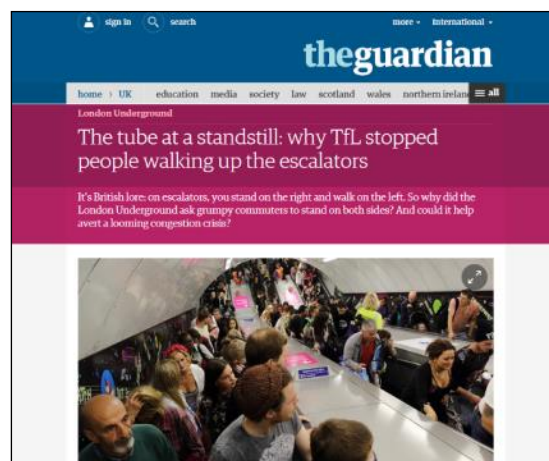 sign in search more International
theguardian
home UK education media society law scotland wales northern irelan all
London Underground
The tube at a standstill: why TfL stopped
people walking up the escalators
It's British lore: on escalators, you stand on the right and walk on the left. So why did the
London Underground ask grumpy commuters to stand on both sides? And could it help
avert a looming congestion crisis?